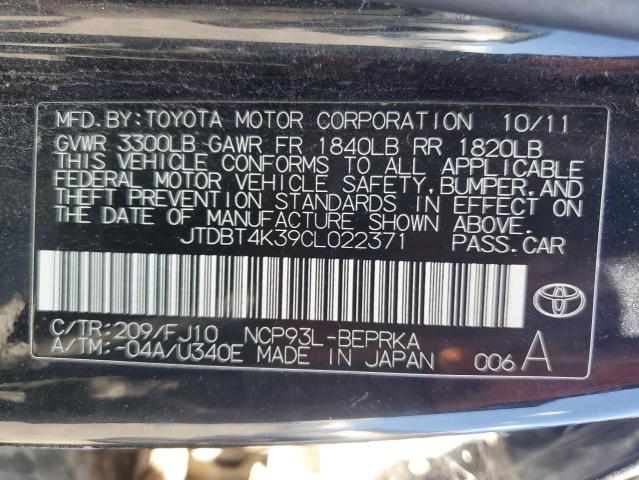 MFD. BY: TOYOTA MOTOR CORPORATION 10/11
GVWR 3300LB GAWR FR 1840LB RR 1820LB
THIS VEHICLE CONFORMS TO ALL APPLICABLE
FEDERAL MOTOR VEHICLE SAFETY, BUMPER, AND
THEFT PREVENTION STANDARDS IN EFFECT ON
THE DATE OF MANUFACTURE SHOWN ABOVE.
JTDBT4K39CL022371 PASS. CAR
C/TR: 209/FJ10 NCP93L-BEPRKA
A/TM: -04A/U340E MADE IN JAPAN 006 A